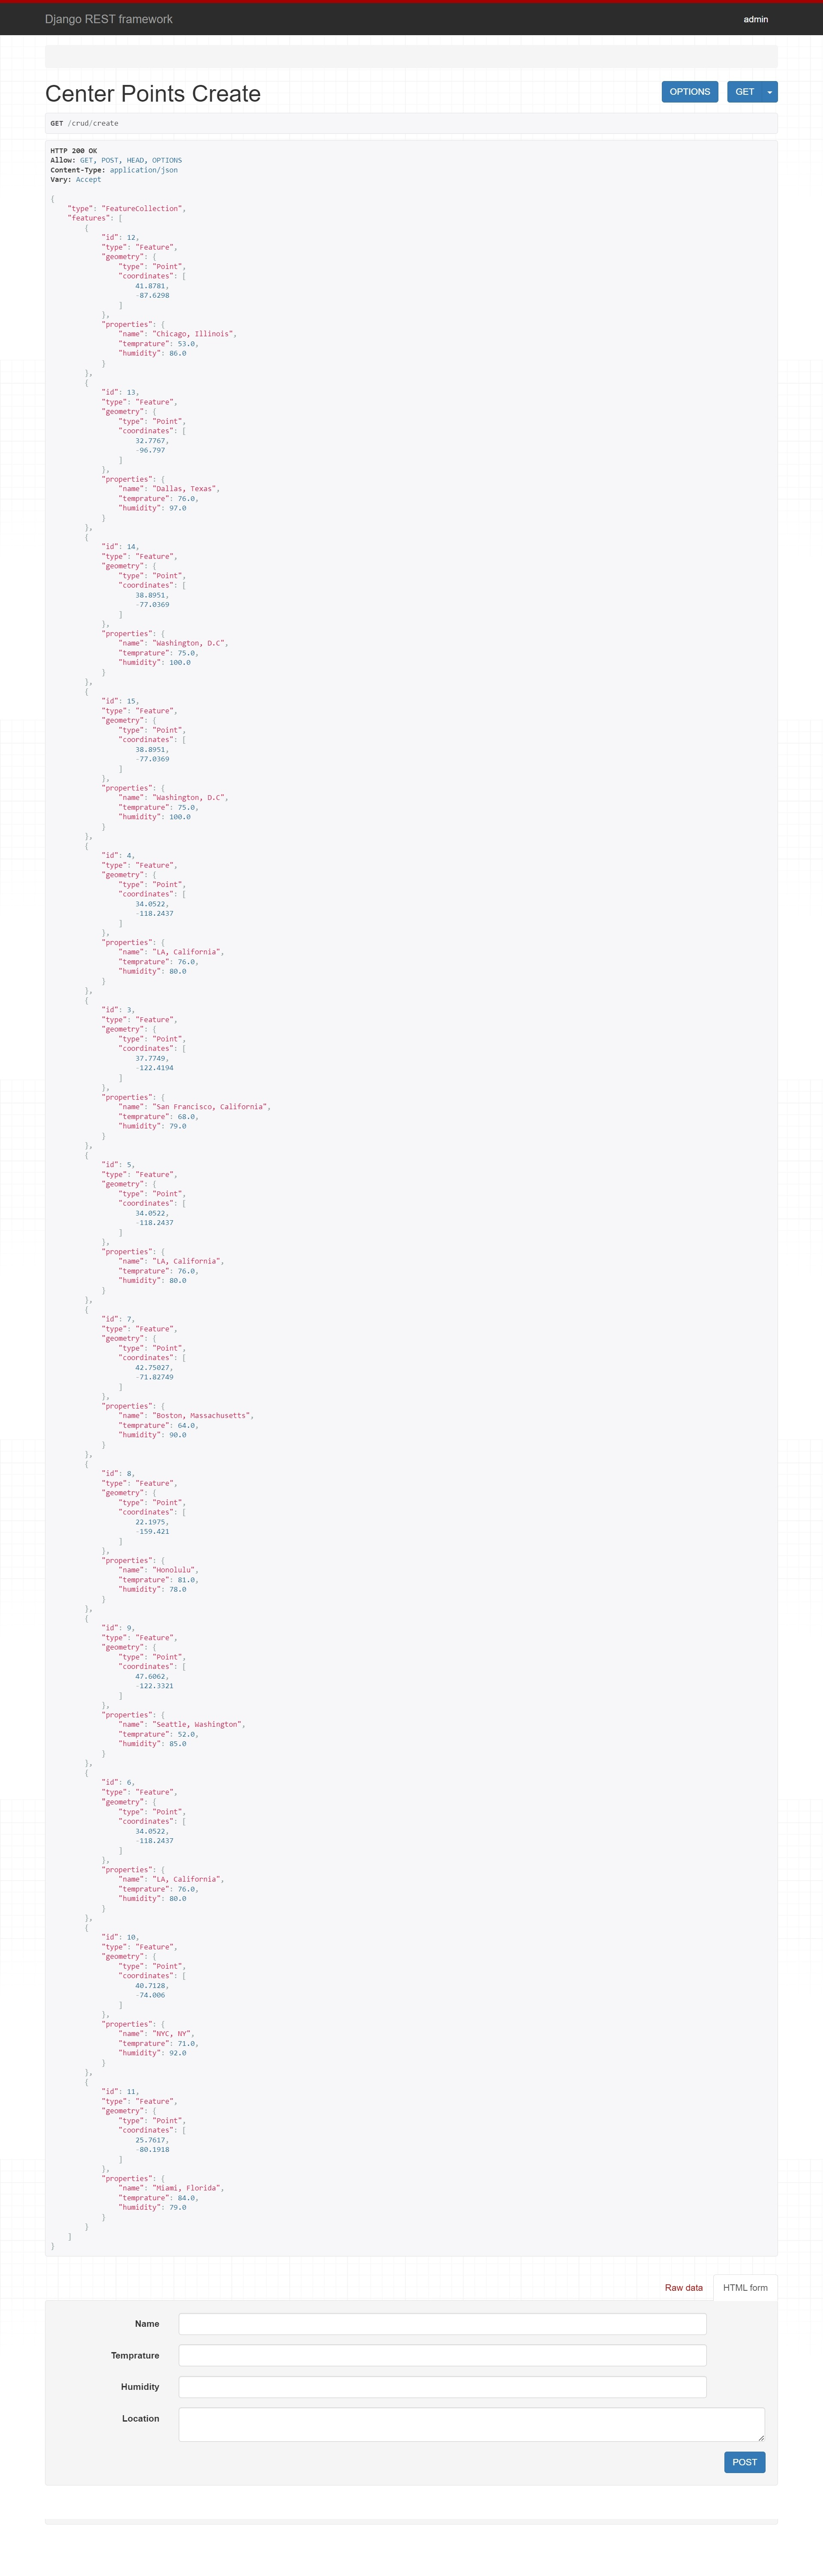 Django REST framework
admin
Center Points Create
OPTIONS
GET
GET /crud/create
HTTP 200 OK
Allow: GET, POST, HEAD, OPTIONS
Content-Type: application/json
Vary: Accept
{
"type": "FeatureCollection",
"features": [
{
"id": 12,
"type": "Feature",
"geometry": {
"type": "Point",
"coordinates": [
41.8781,
-87.6298
]
},
"properties": {
"name": "Chicago, Illinois",
"temprature": 53.0,
"humidity": 86.0
}
},
{
"id": 13,
"type": "Feature",
"geometry": {
"type": "Point",
"coordinates": [
32.7767,
-96.797
]
},
"properties": {
"name": "Dallas, Texas",
"temprature": 76.0,
"humidity": 97.0
}
},
{
"id": 14,
"type": "Feature",
"geometry": {
"type": "Point",
"coordinates": [
38.8951,
-77.0369
]
},
"properties": {
"name": "Washington, D.C",
"temprature": 75.0,
"humidity": 100.0
}
},
{
"id": 15,
"type": "Feature",
"geometry": {
"type": "Point",
"coordinates": [
38.8951,
-77.0369
]
},
"properties": {
"name": "Washington, D.C",
"temprature": 75.0,
"humidity": 100.0
}
},
{
"id": 4,
"type": "Feature",
"geometry": {
"type": "Point",
"coordinates": [
34.0522,
-118.2437
]
},
"properties": {
"name": "LA, California",
"temprature": 76.0,
"humidity": 80.0
}
},
{
"id": 3,
"type": "Feature",
"geometry": {
"type": "Point",
"coordinates": [
37.7749,
-122.4194
]
},
"properties": {
"name": "San Francisco, California",
"temprature": 68.0,
"humidity": 79.0
}
},
{
"id": 5,
"type": "Feature",
"geometry": {
"type": "Point",
"coordinates": [
34.0522,
-118.2437
]
},
"properties": {
"name": "LA, California",
"temprature": 76.0,
"humidity": 80.0
}
},
{
"id": 7,
"type": "Feature",
"geometry": {
"type": "Point",
"coordinates": [
42.75027,
-71.82749
]
},
"properties": {
"name": "Boston, Massachusetts",
"temprature": 64.0,
"humidity": 90.0
}
},
{
"id": 8,
"type": "Feature",
"geometry": {
"type": "Point",
"coordinates": [
22.1975,
-159.421
]
},
"properties": {
"name": "Honolulu",
"temprature": 81.0,
"humidity": 78.0
}
},
{
"id": 9,
"type": "Feature",
"geometry": {
"type": "Point",
"coordinates": [
47.6062,
-122.3321
]
},
"properties": {
"name": "Seattle, Washington",
"temprature": 52.0,
"humidity": 85.0
}
},
{
"id": 6,
"type": "Feature",
"geometry": {
"type": "Point",
"coordinates": [
34.0522,
-118.2437
]
},
"properties": {
"name": "LA, California",
"temprature": 76.0,
"humidity": 80.0
}
},
{
"id": 10,
"type": "Feature",
"geometry": {
"type": "Point",
"coordinates": [
40.7128,
-74.006
]
},
"properties": {
"name": "NYC, NY",
"temprature": 71.0,
"humidity": 92.0
}
},
{
"id": 11,
"type": "Feature",
"geometry": {
"type": "Point",
"coordinates": [
25.7617,
-80.1918
]
},
"properties": {
"name": "Miami, Florida",
"temprature": 84.0,
"humidity": 79.0
}
}
]
}
Raw data
HTML form
Name
Temprature
Humidity
Location
POST